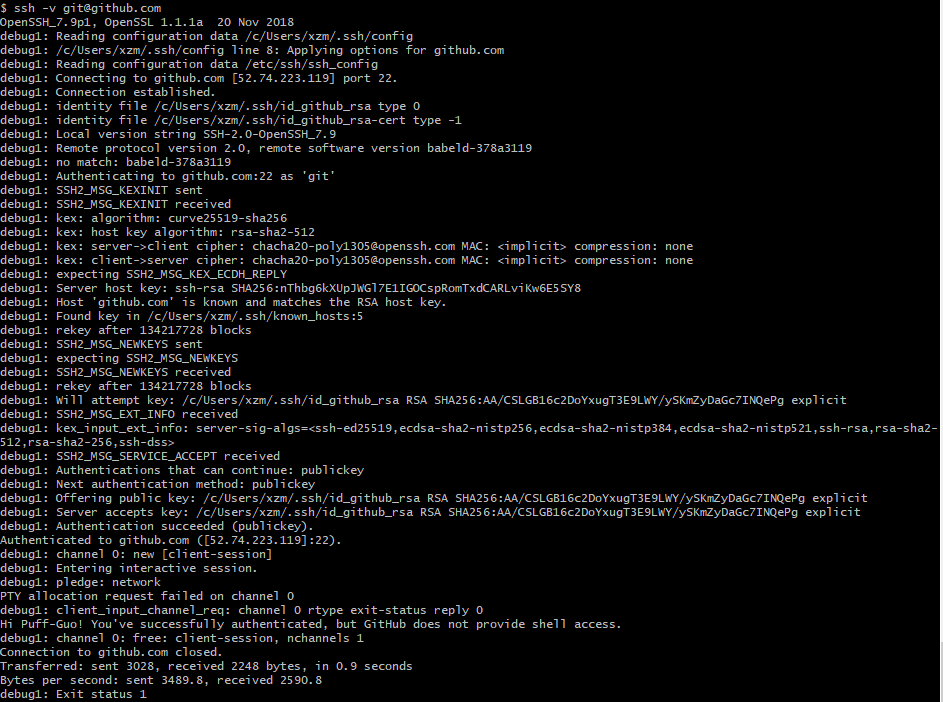 $ ssh -v git@github.com
OpenSSH_7.9p1, OpenSSL 1.1.1a  20 Nov 2018
debug1: Reading configuration data /c/Users/xzm/.ssh/config
debug1: /c/Users/xzm/.ssh/config line 8: Applying options for github.com
debug1: Reading configuration data /etc/ssh/ssh_config
debug1: Connecting to github.com [52.74.223.119] port 22.
debug1: Connection established.
debug1: identity file /c/Users/xzm/.ssh/id_github_rsa type 0
debug1: identity file /c/Users/xzm/.ssh/id_github_rsa-cert type -1
debug1: Local version string SSH-2.0-OpenSSH_7.9
debug1: Remote protocol version 2.0, remote software version babeld-378a3119
debug1: no match: babeld-378a3119
debug1: Authenticating to github.com:22 as 'git'
debug1: SSH2_MSG_KEXINIT sent
debug1: SSH2_MSG_KEXINIT received
debug1: kex: algorithm: curve25519-sha256
debug1: kex: host key algorithm: rsa-sha2-512
debug1: kex: server->client cipher: chacha20-poly1305@openssh.com MAC: <implicit> compression: none
debug1: kex: client->server cipher: chacha20-poly1305@openssh.com MAC: <implicit> compression: none
debug1: expecting SSH2_MSG_KEX_ECDH_REPLY
debug1: Server host key: ssh-rsa SHA256:nThbg6kXUpJWGl7E1IGOCspRomTxdCARLviKw6E5SY8
debug1: Host 'github.com' is known and matches the RSA host key.
debug1: Found key in /c/Users/xzm/.ssh/known_hosts:5
debug1: rekey after 134217728 blocks
debug1: SSH2_MSG_NEWKEYS sent
debug1: expecting SSH2_MSG_NEWKEYS
debug1: SSH2_MSG_NEWKEYS received
debug1: rekey after 134217728 blocks
debug1: Will attempt key: /c/Users/xzm/.ssh/id_github_rsa RSA SHA256:AA/CSLGB16c2DoYxugT3E9LWY/ySKmZyDaGc7INQePg explicit
debug1: SSH2_MSG_EXT_INFO received
debug1: kex_input_ext_info: server-sig-algs=<ssh-ed25519,ecdsa-sha2-nistp256,ecdsa-sha2-nistp384,ecdsa-sha2-nistp521,ssh-rsa,rsa-sha2-
512,rsa-sha2-256,ssh-dss>
debug1: SSH2_MSG_SERVICE_ACCEPT received
debug1: Authentications that can continue: publickey
debug1: Next authentication method: publickey
debug1: Offering public key: /c/Users/xzm/.ssh/id_github_rsa RSA SHA256:AA/CSLGB16c2DoYxugT3E9LWY/ySKmZyDaGc7INQePg explicit
debug1: Server accepts key: /c/Users/xzm/.ssh/id_github_rsa RSA SHA256:AA/CSLGB16c2DoYxugT3E9LWY/ySKmZyDaGc7INQePg explicit
debug1: Authentication succeeded (publickey).
Authenticated to github.com ([52.74.223.119]:22).
debug1: channel 0: new [client-session]
debug1: Entering interactive session.
debug1: pledge: network
PTY allocation request failed on channel 0
debug1: client_input_channel_req: channel 0 rtype exit-status reply 0
Hi Puff-Guo! You've successfully authenticated, but GitHub does not provide shell access.
debug1: channel 0: free: client-session, nchannels 1
Connection to github.com closed.
Transferred: sent 3028, received 2248 bytes, in 0.9 seconds
Bytes per second: sent 3489.8, received 2590.8
debug1: Exit status 1